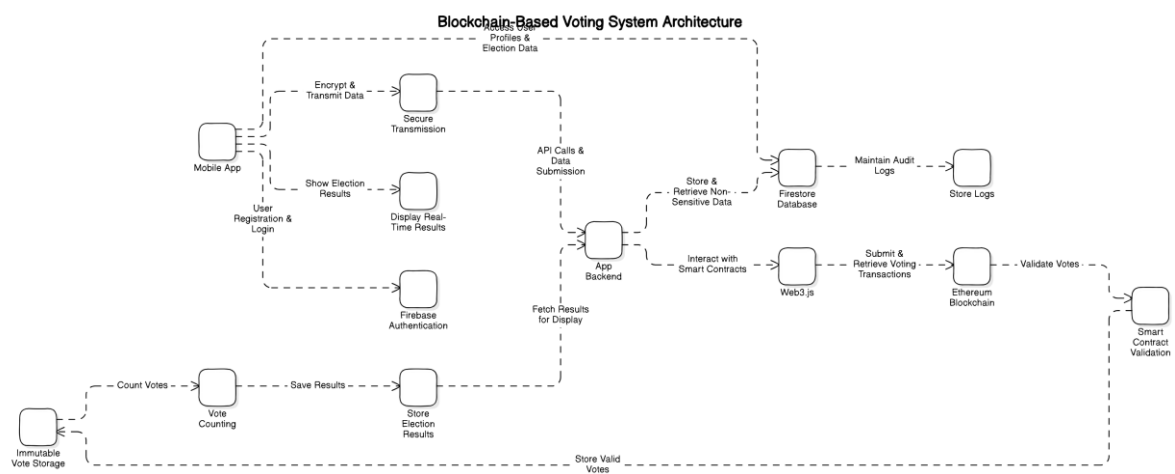 Blockchain-Based Voting System Architecture
Access User
Profiles &
Election Data
Encrypt &
Transmit Data
Secure
Transmission
Mobile App
API Calls &
Data
Submission
Show Election
Results
Display Real-
Time Results
User
Registration &
Login
Store &
Retrieve Non-
Sensitive Data
Firestore
Database
Maintain Audit
Logs
Store Logs
App
Backend
Interact with
Smart Contracts
Web3.js
Submit &
Retrieve Voting
Transactions
Ethereum
Blockchain
Validate Votes
Smart
Contract
Validation
Firebase
Authentication
Fetch Results
for Display
Count Votes
Vote
Counting
Save Results
Store
Election
Results
Immutable
Vote Storage
Store Valid
Votes